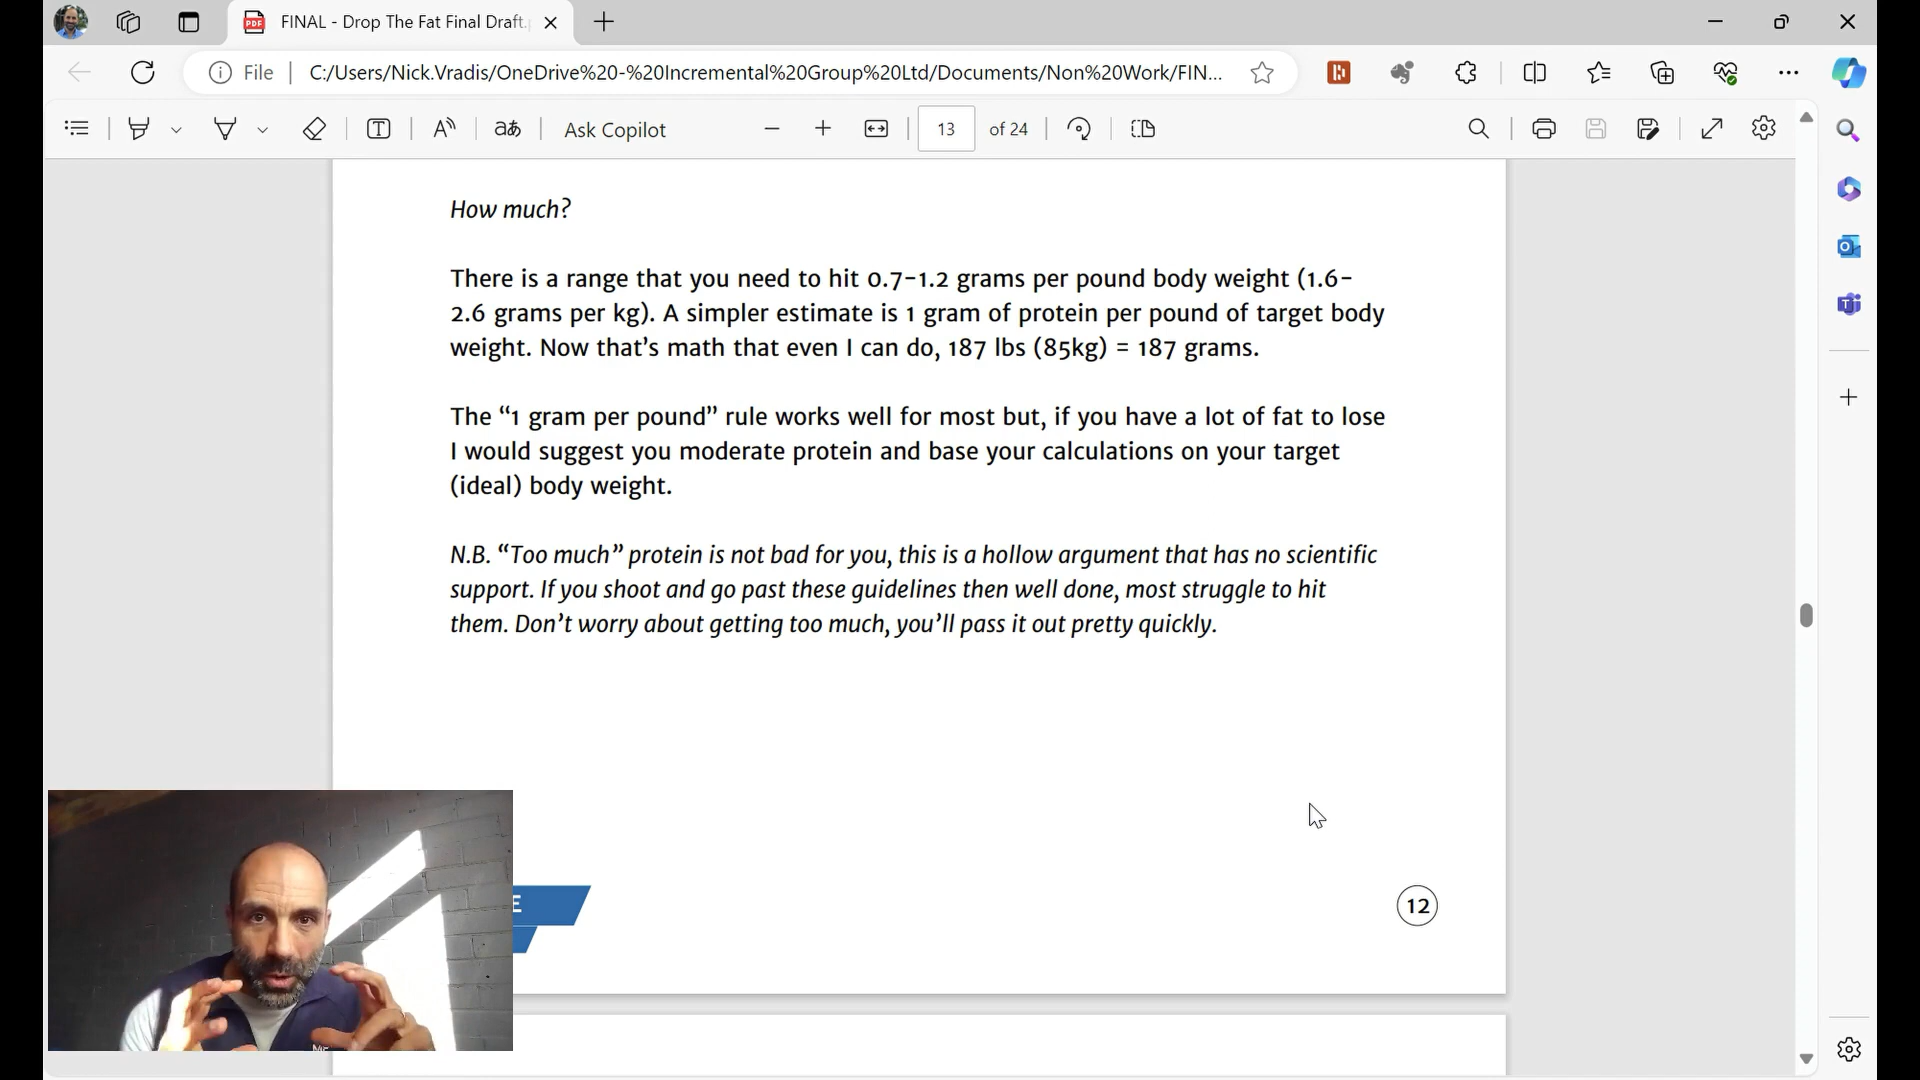 FINAL - Drop The Fat Final Draft.
File
C:/Users/Nick.Vradis/OneDrive%20-%20Incremental%20Group%20Ltd/Documents/Non%20Work/FIN...
Ask Copilot
13 of 24
How much?
There is a range that you need to hit 0.7-1.2 grams per pound body weight (1.6-
2.6 grams per kg). A simpler estimate is 1 gram of protein per pound of target body
weight. Now that's math that even I can do, 187 lbs (85kg) = 187 grams.
The “1 gram per pound” rule works well for most but, if you have a lot of fat to lose
I would suggest you moderate protein and base your calculations on your target
(ideal) body weight.
N.B. “Too much” protein is not bad for you, this is a hollow argument that has no scientific
support. If you shoot and go past these guidelines then well done, most struggle to hit
them. Don't worry about getting too much, you'll pass it out pretty quickly.
E
12